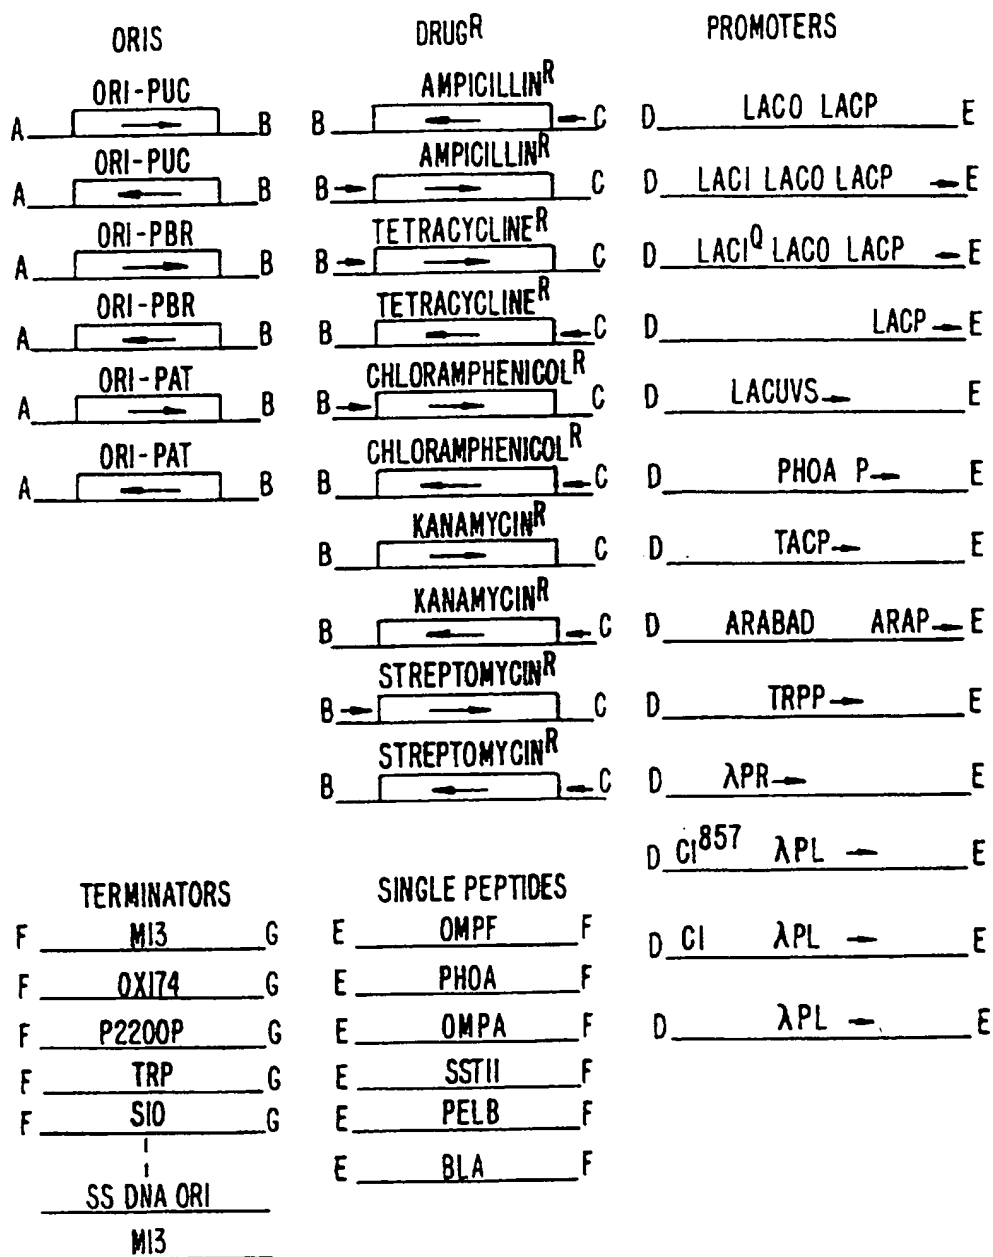 ORIS
ORI-PUC
A B
ORI-PUC
A B
ORI-PBR
A B
ORI-PBR
A B
ORI-PAT
A B
ORI-PAT
A B
DRUGR
AMPICILLINR
B C
AMPICILLINR
B C
TETRACYCLINER
B C
TETRACYCLINER
B C
CHLORAMPHENICOLR
B C
CHLORAMPHENICOLR
B C
KANAMYCINR
B C
KANAMYCINR
B C
STREPTOMYCINR
B C
STREPTOMYCINR
B C
PROMOTERS
D LACO LACP E
D LACI LACO LACP E
D LACIQ LACO LACP E
D LACP E
D LACUVS E
D PHOA P E
D TACP E
D ARABAD ARAP E
D TRPP E
D λPR E
D CI857 λPL E
D CI λPL E
D λPL E
TERMINATORS
F M13 G
F OX174 G
F P2200P G
F TRP G
F S10 G
SS DNA ORI
M13
SINGLE PEPTIDES
E OMPF F
E PHOA F
E OMPA F
E SSTII F
E PELB F
E BLA F